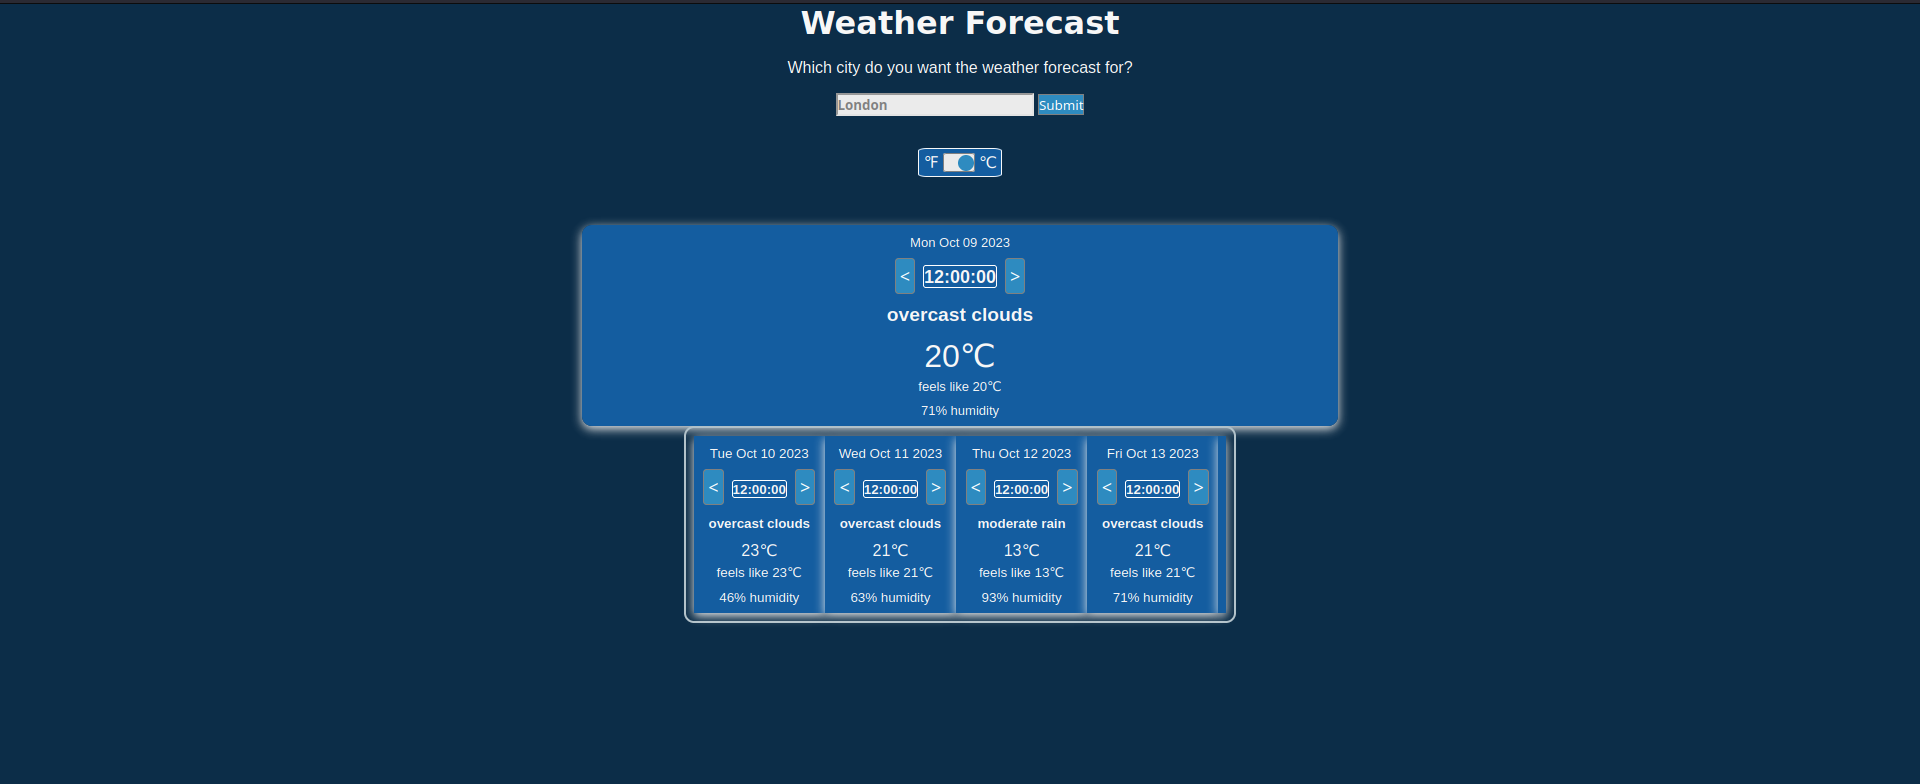 Weather Forecast
Which city do you want the weather forecast for?
London Submit
℉ ℃
Mon Oct 09 2023
< 12:00:00 >
overcast clouds
20℃
feels like 20℃
71% humidity
Tue Oct 10 2023
< 12:00:00 >
overcast clouds
23℃
feels like 23℃
46% humidity
Wed Oct 11 2023
< 12:00:00 >
overcast clouds
21℃
feels like 21℃
63% humidity
Thu Oct 12 2023
< 12:00:00 >
moderate rain
13℃
feels like 13℃
93% humidity
Fri Oct 13 2023
< 12:00:00 >
overcast clouds
21℃
feels like 21℃
71% humidity